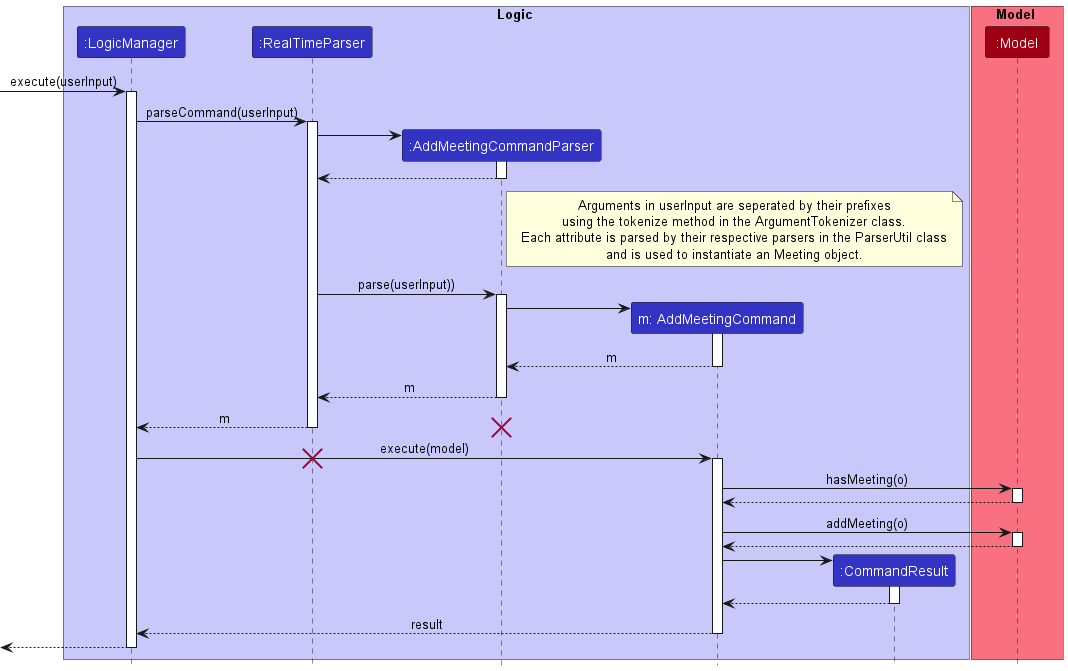 Logic
Model
:LogicManager
:RealTimeParser
:Model
execute(userInput)
parseCommand(userInput)
:AddMeetingCommandParser
Arguments in userInput are seperated by their prefixes
using the tokenize method in the ArgumentTokenizer class.
Each attribute is parsed by their respective parsers in the ParserUtil class
and is used to instantiate an Meeting object.
parse(userInput))
m: AddMeetingCommand
m
m
m
execute(model)
hasMeeting(o)
addMeeting(o)
:CommandResult
result